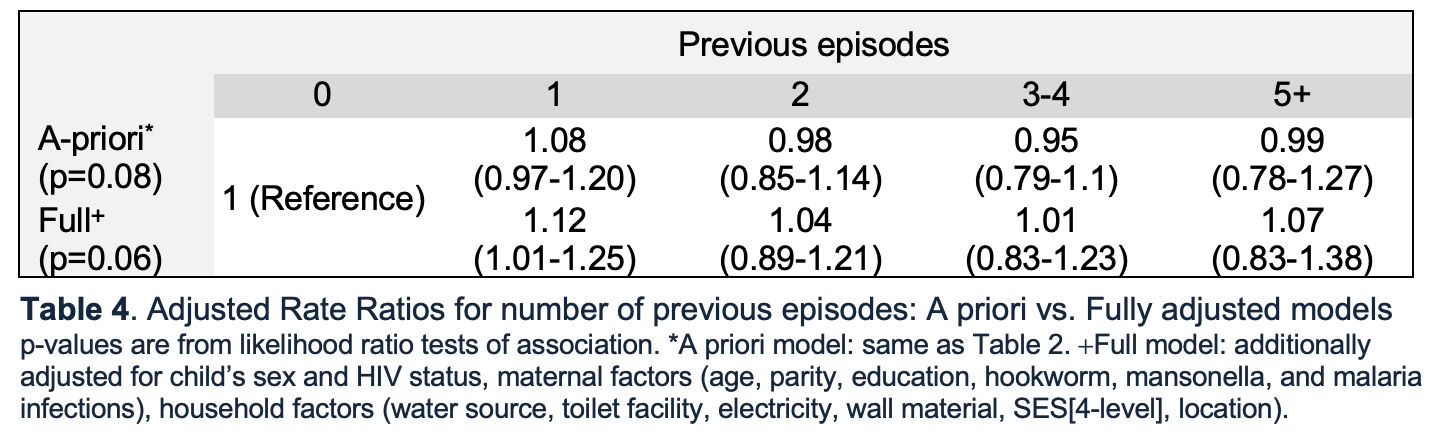 Previous episodes
0 1 2 3-4 5+
A-priori* 1.08 0.98 0.95 0.99
(p=0.08) (0.97-1.20) (0.85-1.14) (0.79-1.1) (0.78-1.27)
1 (Reference)
Full+ 1.12 1.04 1.01 1.07
(p=0.06) (1.01-1.25) (0.89-1.21) (0.83-1.23) (0.83-1.38)
Table 4. Adjusted Rate Ratios for number of previous episodes: A priori vs. Fully adjusted models
p-values are from likelihood ratio tests of association. *A priori model: same as Table 2. +Full model: additionally
adjusted for child's sex and HIV status, maternal factors (age, parity, education, hookworm, mansonella, and malaria
infections), household factors (water source, toilet facility, electricity, wall material, SES[4-level], location).